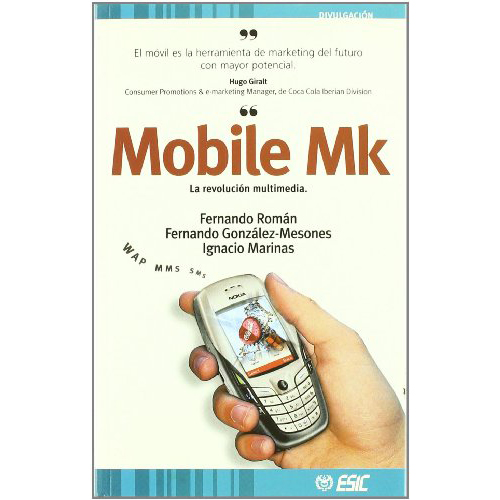 DIVULGACIÓN
”
El móvil es la herramienta de marketing del futuro
con mayor potencial.
Hugo Giralt
Consumer Promotions & e-marketing Manager, de Coca Cola Iberian Division
“
Mobile Mk
La revolución multimedia.
Fernando Román
Fernando González-Mesones
Ignacio Marinas
WAP MMS SMS
NOKIA
ESIC